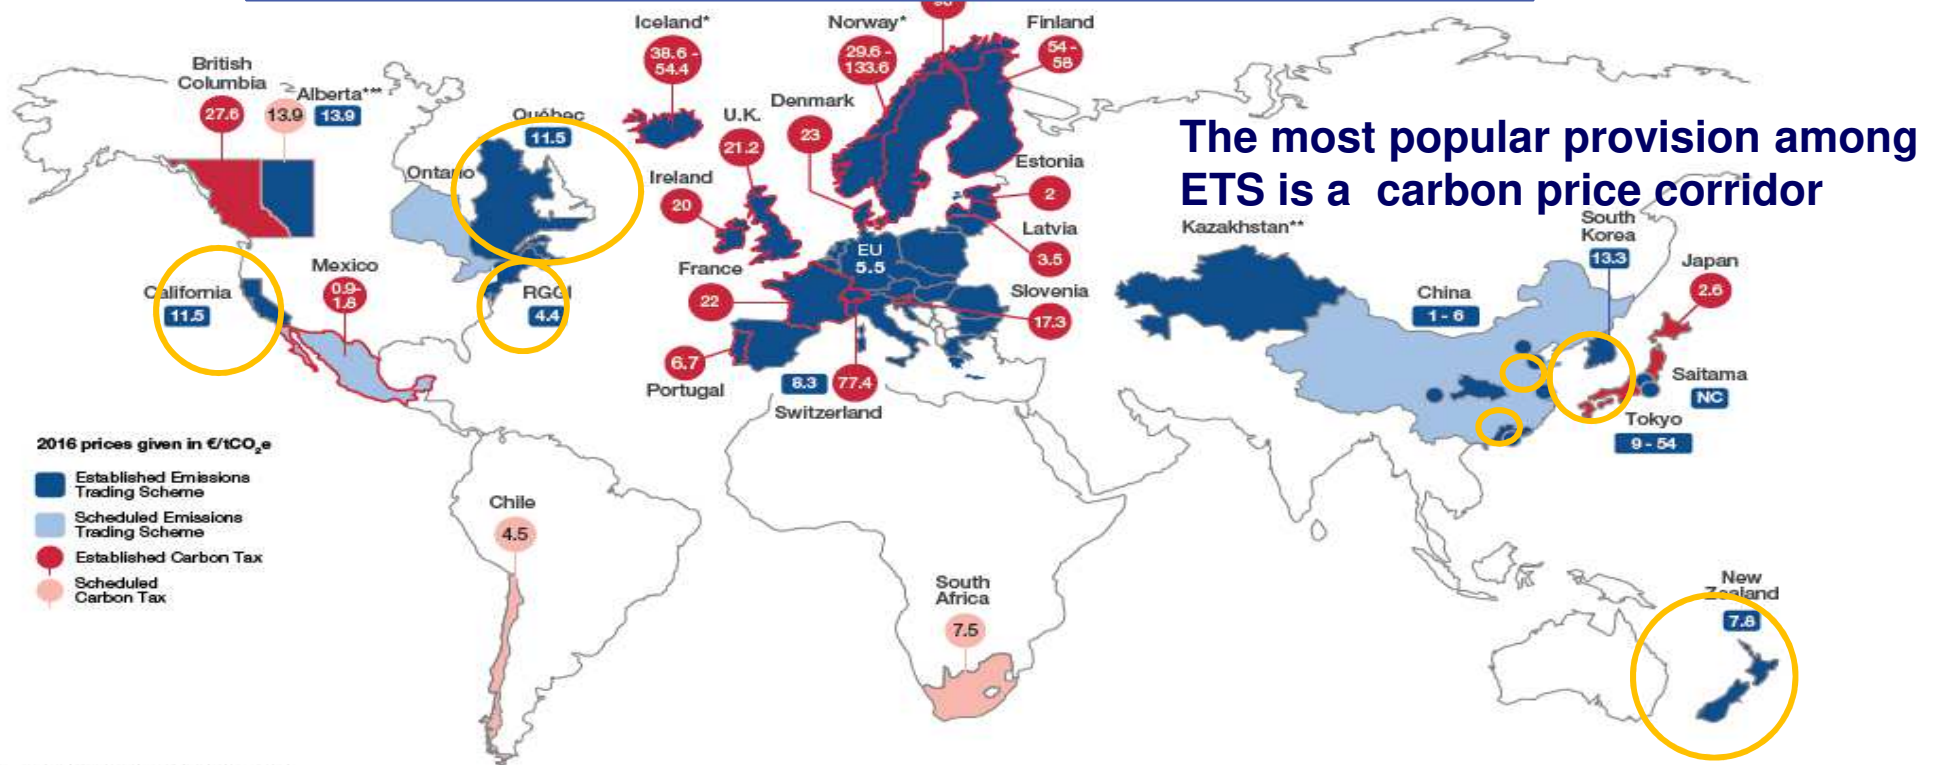 Iceland*
38.6 -
54.4
Norway*
29.6 -
133.6
Finland
54 -
58
British
Columbia
27.6
Alberta***
13.9
13.9
Québec
11.5
Ontario
U.K.
21.2
Denmark
23
Ireland
20
The most popular provision among
ETS is a carbon price corridor
Estonia
2
Latvia
3.5
EU
5.5
France
22
Slovenia
17.3
6.7
Portugal
8.3
77.4
Switzerland
California
11.5
Mexico
0.9-
1.8
RGGI
4.4
Kazakhstan**
South
Korea
13.3
China
1 - 6
Japan
2.6
Saitama
NC
Tokyo
9 - 54
2016 prices given in €/tCO₂e
Established Emissions
Trading Scheme
Scheduled Emissions
Trading Scheme
Established Carbon Tax
Scheduled
Carbon Tax
Chile
4.5
South
Africa
7.5
New
Zealand
7.8